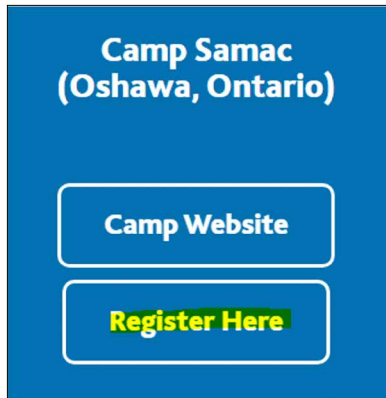 Camp Samac
(Oshawa, Ontario)
Camp Website
Register Here